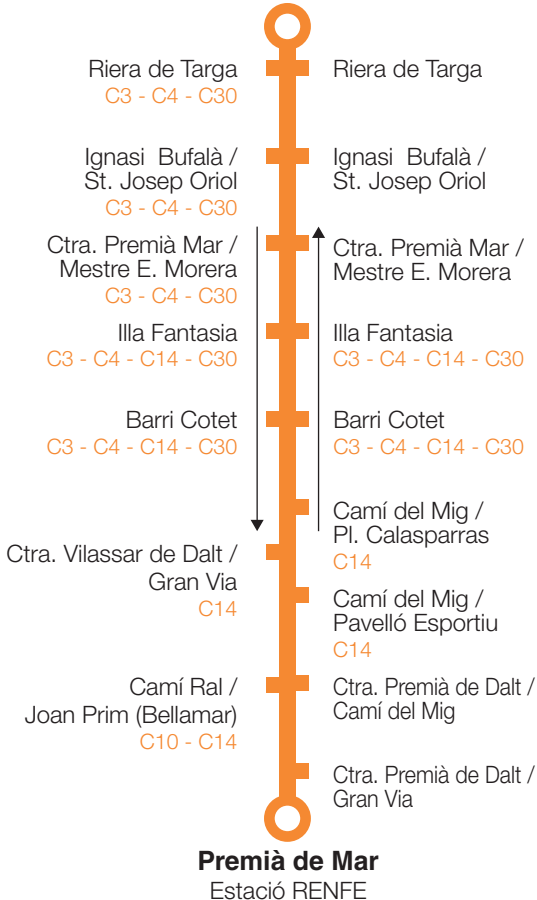 Riera de Targa
C3 - C4 - C30
Riera de Targa
Ignasi Bufalà /
St. Josep Oriol
C3 - C4 - C30
Ignasi Bufalà /
St. Josep Oriol
Ctra. Premià Mar /
Mestre E. Morera
C3 - C4 - C30
Ctra. Premià Mar /
Mestre E. Morera
Illa Fantasia
C3 - C4 - C14 - C30
Illa Fantasia
C3 - C4 - C14 - C30
Barri Cotet
C3 - C4 - C14 - C30
Barri Cotet
C3 - C4 - C14 - C30
Camí del Mig /
Pl. Calasparras
C14
Ctra. Vilassar de Dalt /
Gran Via
C14
Camí del Mig /
Pavelló Esportiu
C14
Camí Ral /
Joan Prim (Bellamar)
C10 - C14
Ctra. Premià de Dalt /
Camí del Mig
Ctra. Premià de Dalt /
Gran Via
Premià de Mar
Estació RENFE